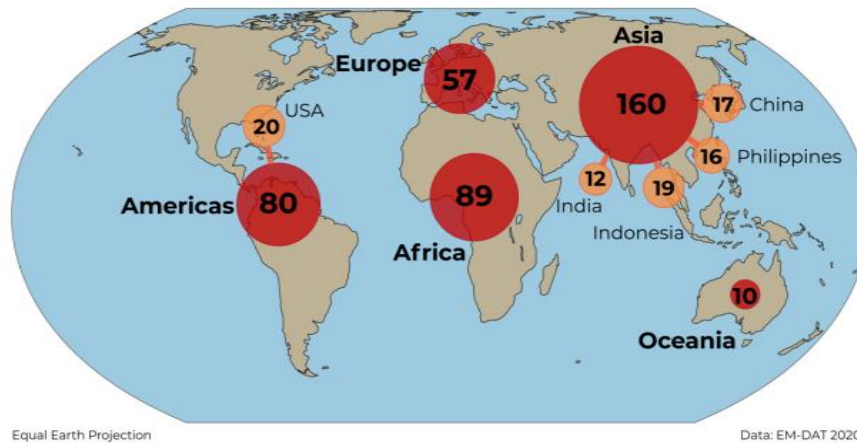 Asia
Europe
57
160
17
China
USA
20
16
Philippines
12
19
India
Indonesia
Americas
80
89
Africa
10
Oceania
Equal Earth Projection
Data: EM-DAT 2020